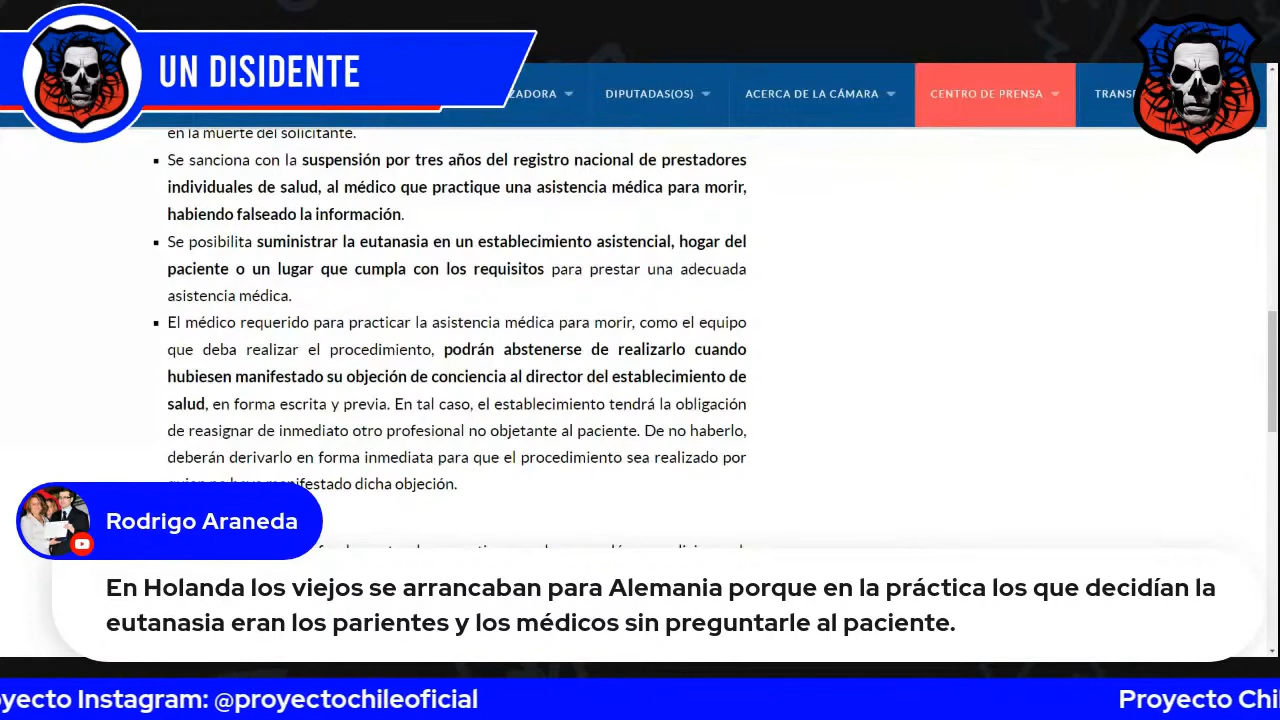 UN DISIDENTE
ZADORA
DIPUTADAS(OS)
ACERCA DE LA CÁMARA
CENTRO DE PRENSA
en la muerte del solicitante.
Se sanciona con la suspensión por tres años del registro nacional de prestadores
individuales de salud, al médico que practique una asistencia médica para morir,
habiendo falseado la información.
Se posibilita suministrar la eutanasia en un establecimiento asistencial, hogar del
paciente o un lugar que cumpla con los requisitos para prestar una adecuada
asistencia médica.
El médico requerido para practicar la asistencia médica para morir, como el equipo
que deba realizar el procedimiento, podrán abstenerse de realizarlo cuando
hubiesen manifestado su objeción de conciencia al director del establecimiento de
salud, en forma escrita y previa. En tal caso, el establecimiento tendrá la obligación
de reasignar de inmediato otro profesional no objetante al paciente. De no haberlo,
deberán derivarlo en forma inmediata para que el procedimiento sea realizado por
dicha objeción.
Rodrigo Araneda
En Holanda los viejos se arrancaban para Alemania porque en la práctica los que decidían la
eutanasia eran los parientes y los médicos sin preguntarle al paciente.
oyecto Instagram: @proyectochileoficial
Proyecto Chi